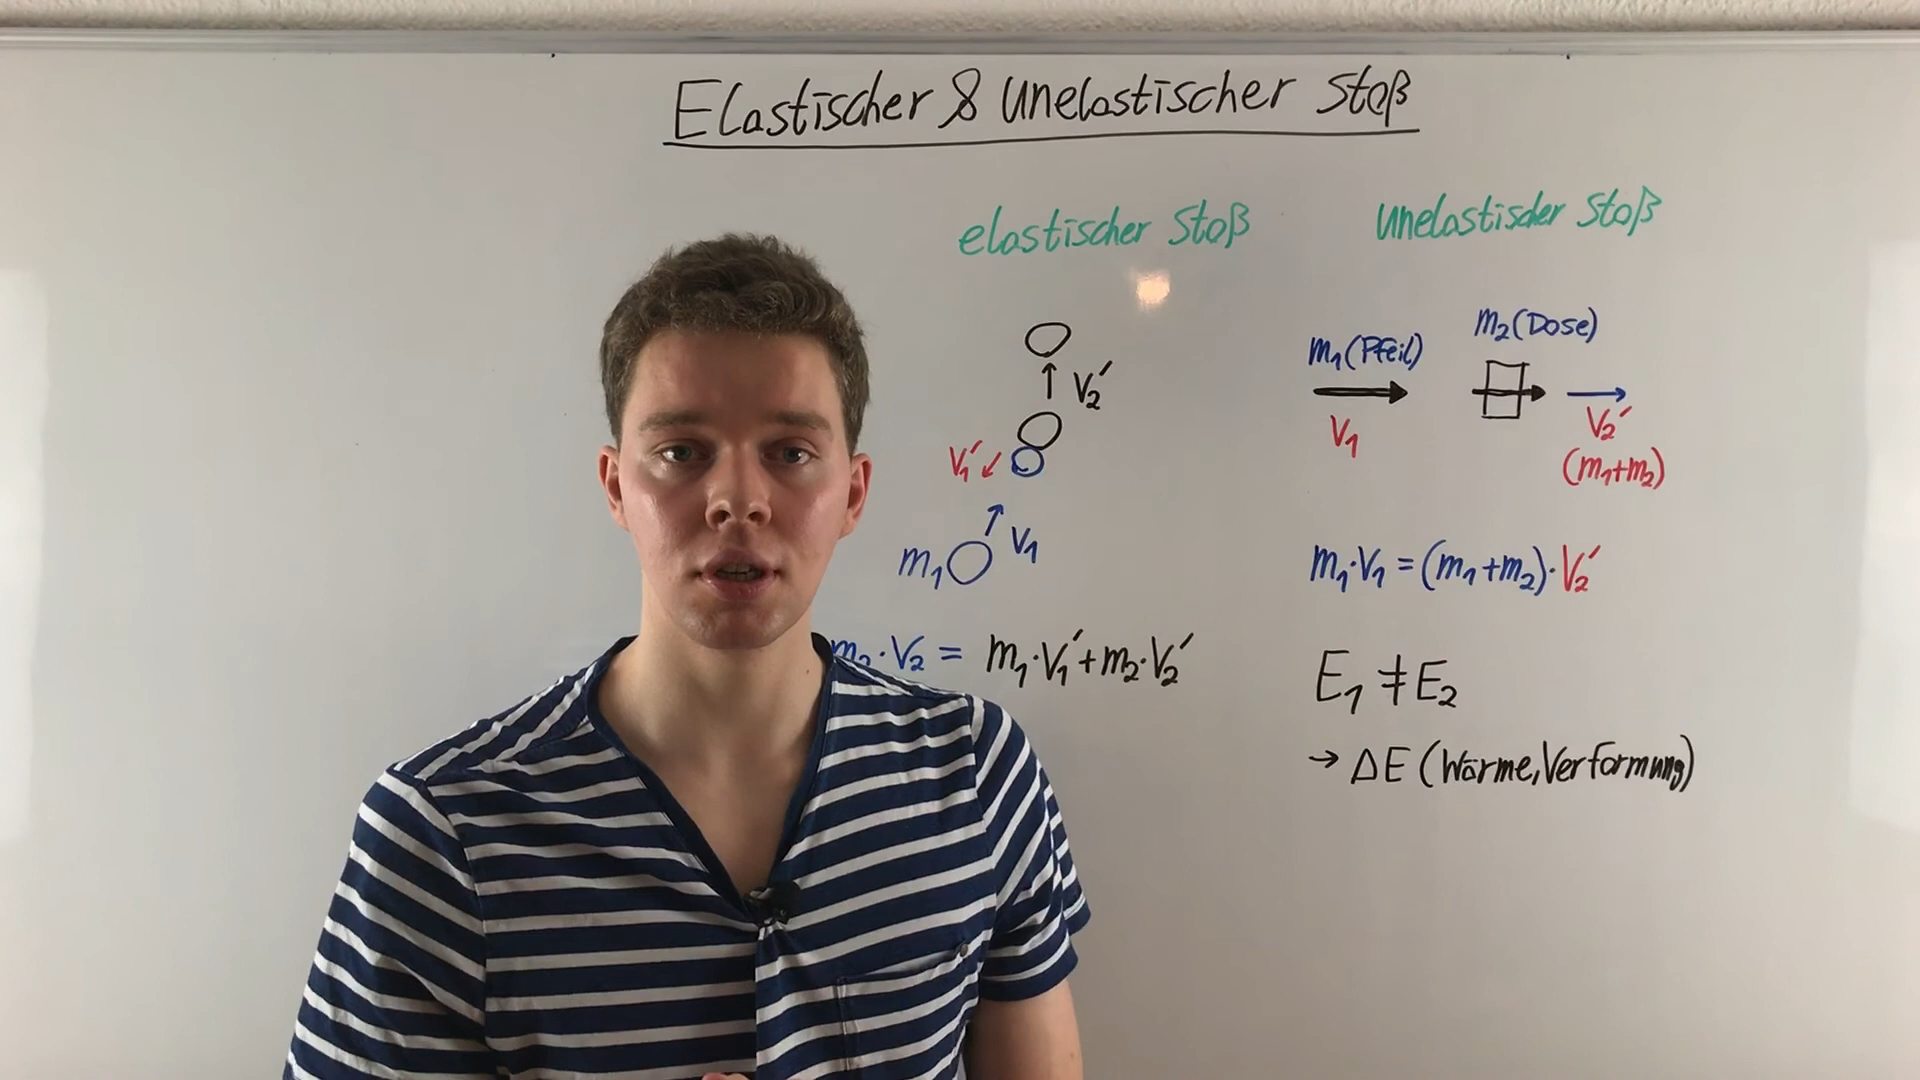 Elastischer & Unelastischer Stoß
elastischer Stoß
V₂′
V₁′
m₁
V₁
m₂·V₂ = m₁·V₁′+m₂·V₂′
unelastischer Stoß
m₁(Pfeil)
m₂(Dose)
V₁
V₂′
(m₁+m₂)
m₁·V₁=(m₁+m₂)·V₂′
E₁≠E₂
→ ΔE (Wärme,Verformung)